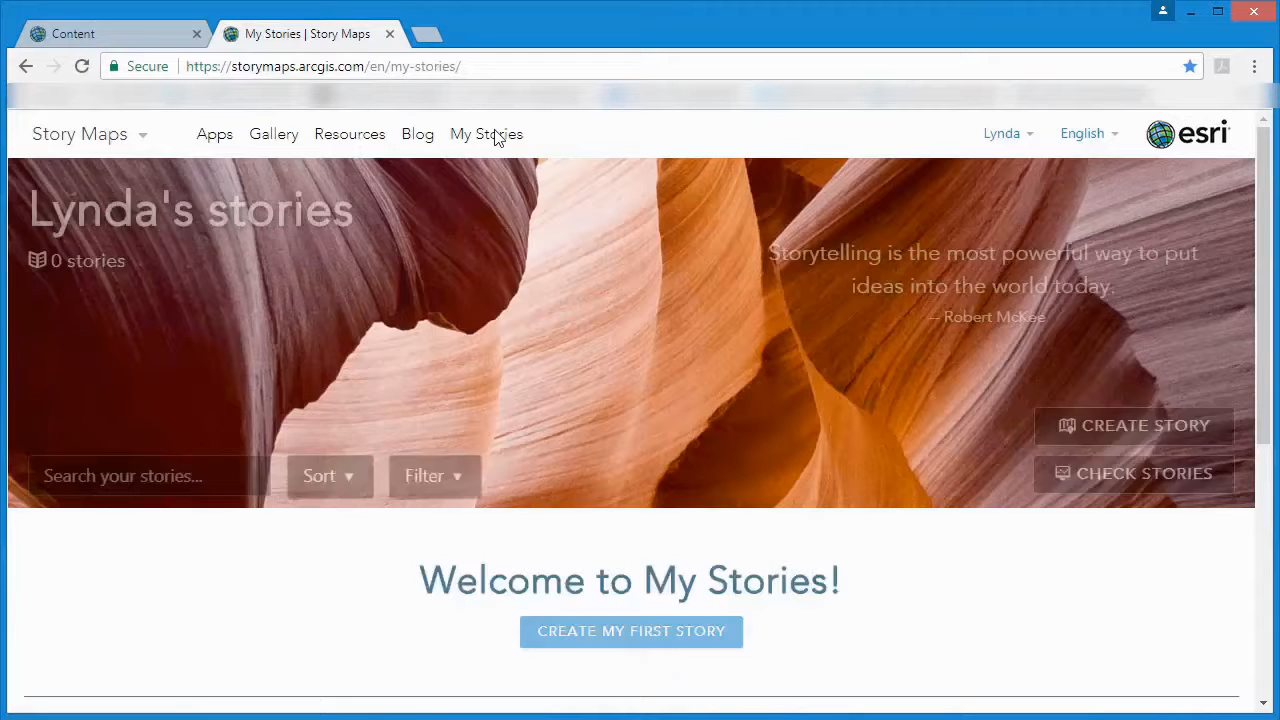 Content
My Stories | Story Maps
Secure
https://storymaps.arcgis.com/en/my-stories/
Story Maps
Apps
Gallery
Resources
Blog
My Stories
Lynda
English
esri
Lynda's stories
0 stories
Storytelling is the most powerful way to put
ideas into the world today.
— Robert McKee
CREATE STORY
Search your stories...
Sort
Filter
CHECK STORIES
Welcome to My Stories!
CREATE MY FIRST STORY